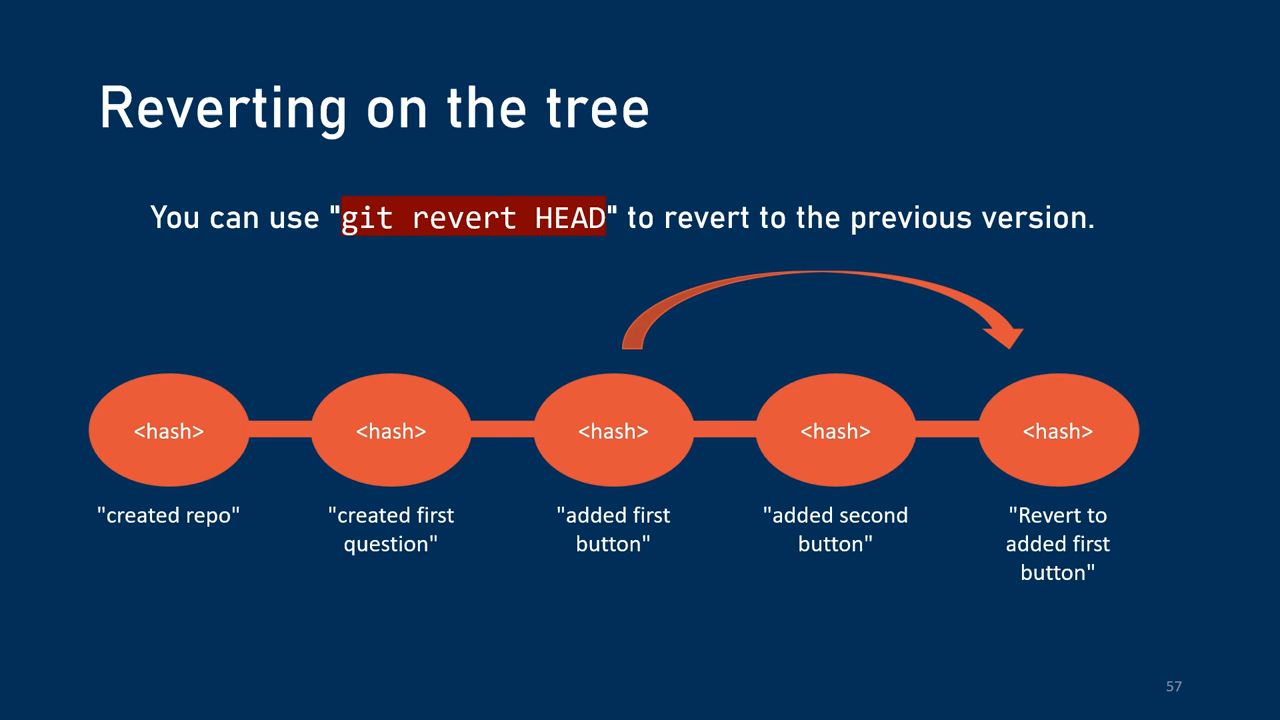 Reverting on the tree
You can use "git revert HEAD" to revert to the previous version.
<hash>
<hash>
<hash>
<hash>
<hash>
"created repo"
"created first
question"
"added first
button"
"added second
button"
"Revert to
added first
button"
57